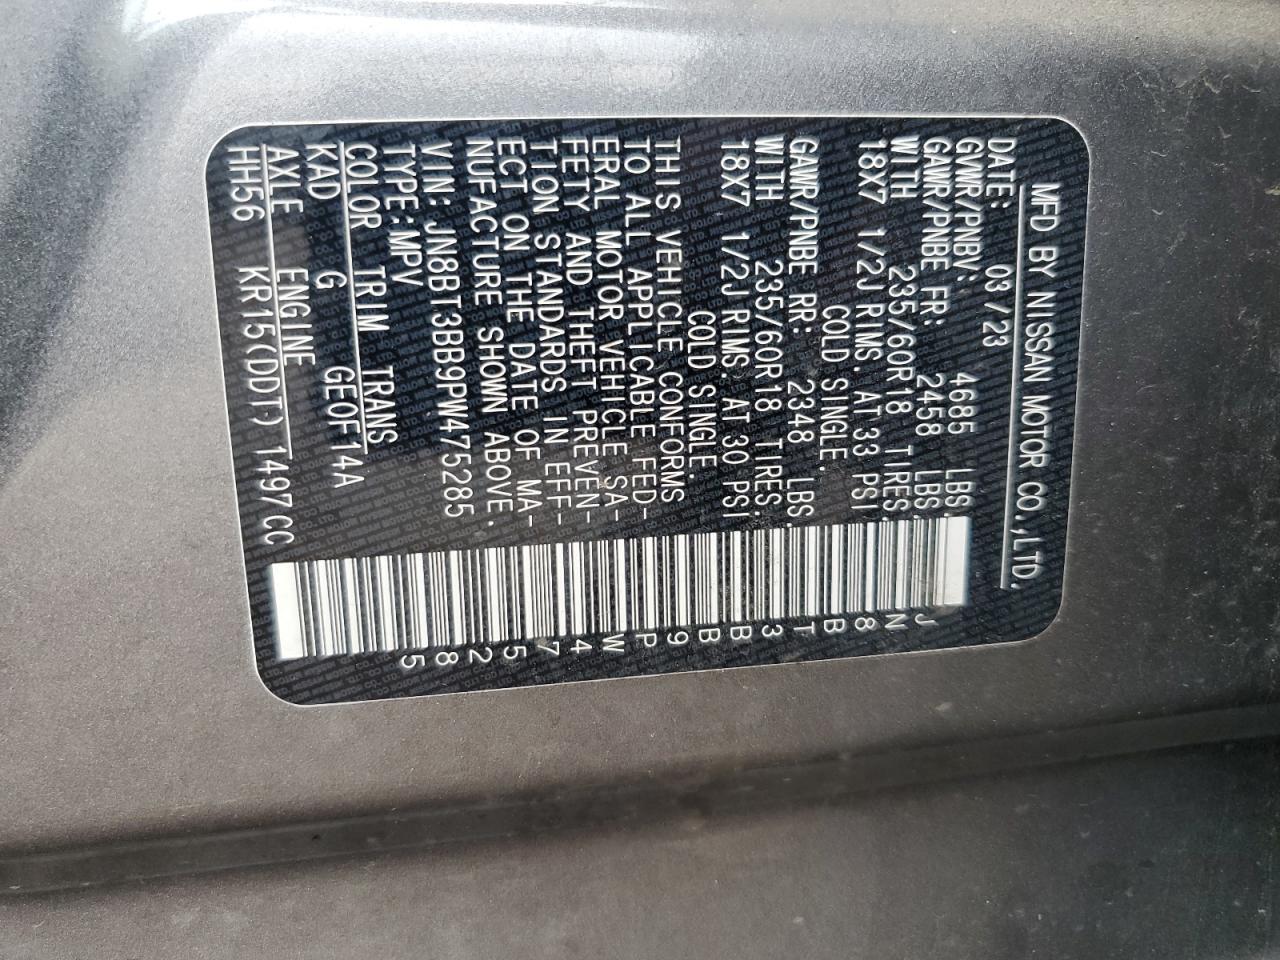 MFD BY NISSAN MOTOR CO.,LTD.
DATE: 03/23
GVWR/PNBV: 4685 LBS
GAWR/PNBE FR: 2458 LBS.
WITH 235/60R18 TIRES,
18X7 1/2J RIMS. AT 33 PSI
COLD SINGLE.
GAWR/PNBE RR: 2348 LBS.
WITH 235/60R18 TIRES,
18X7 1/2J RIMS. AT 30 PSI
COLD SINGLE.
THIS VEHICLE CONFORMS
TO ALL APPLICABLE FED-
ERAL MOTOR VEHICLE SA-
FETY AND THEFT PREVEN-
TION STANDARDS IN EFF-
ECT ON THE DATE OF MA-
NUFACTURE SHOWN ABOVE.
VIN: JN8BT3BB9PW475285
TYPE:MPV
COLOR TRIM TRANS
KAD G GE0F14A
AXLE ENGINE
HH56 KR15(DDT) 1497CC
JN8BT3BB9PW475285